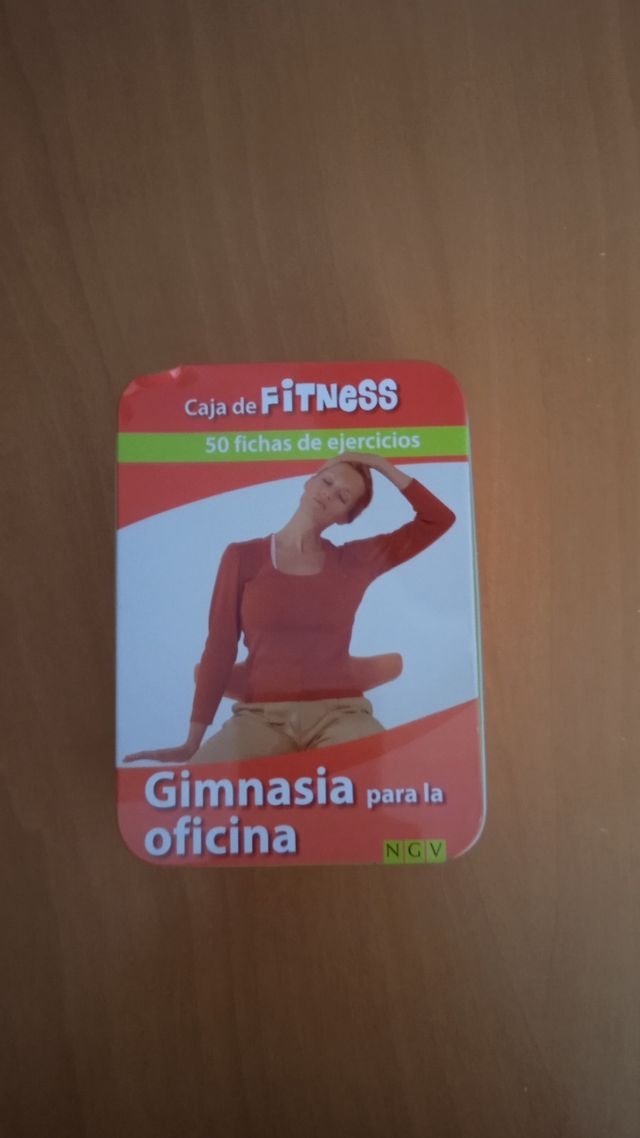 Caja de FiTNeSS
50 fichas de ejercicios
Gimnasia para la
oficina
NGV